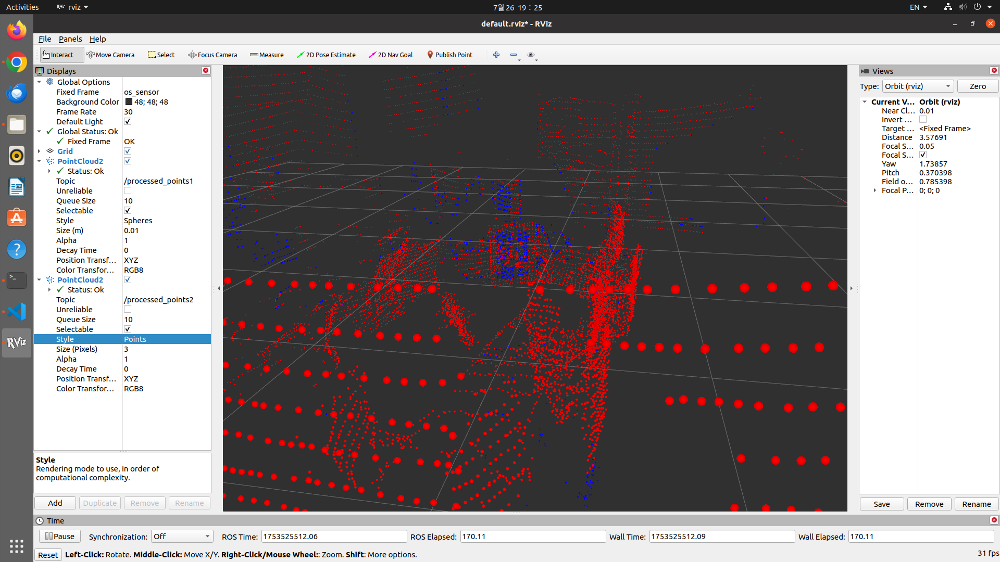 Activities
rviz
7월 26 19 : 25
EN
default.rviz* - RViz
File Panels Help
Interact Move Camera Select Focus Camera Measure 2D Pose Estimate 2D Nav Goal Publish Point
Displays
Global Options
Fixed Frame os_sensor
Background Color 48; 48; 48
Frame Rate 30
Default Light
Global Status: Ok
Fixed Frame OK
Grid
PointCloud2
Status: Ok
Topic /processed_points1
Unreliable
Queue Size 10
Selectable
Style Spheres
Size (m) 0.01
Alpha 1
Decay Time 0
Position Transf... XYZ
Color Transfor... RGB8
PointCloud2
Status: Ok
Topic /processed_points2
Unreliable
Queue Size 10
Selectable
Style Points
Size (Pixels) 3
Alpha 1
Decay Time 0
Position Transf... XYZ
Color Transfor... RGB8
Style
Rendering mode to use, in order of
computational complexity.
Add Duplicate Remove Rename
RViz
Views
Type: Orbit (rviz) Zero
Current V... Orbit (rviz)
Near Cl... 0.01
Invert ...
Target ... <Fixed Frame>
Distance 3.57691
Focal S... 0.05
Focal S...
Yaw 1.73857
Pitch 0.370398
Field o... 0.785398
Focal P... 0; 0; 0
Save Remove Rename
Time
Pause Synchronization: Off ROS Time: 1753525512.06 ROS Elapsed: 170.11 Wall Time: 1753525512.09 Wall Elapsed: 170.11
Reset Left-Click: Rotate. Middle-Click: Move X/Y. Right-Click/Mouse Wheel:: Zoom. Shift: More options.
31 fps